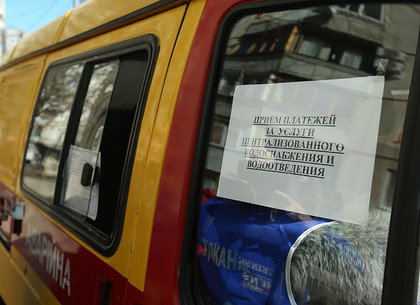 ПРИЕМ ПЛАТЕЖЕЙ
ЗА УСЛУГИ
ЦЕНТРАЛИЗОВАННОГО
ВОДОСНАБЖЕНИЯ И
ВОДООТВЕДЕНИЯ